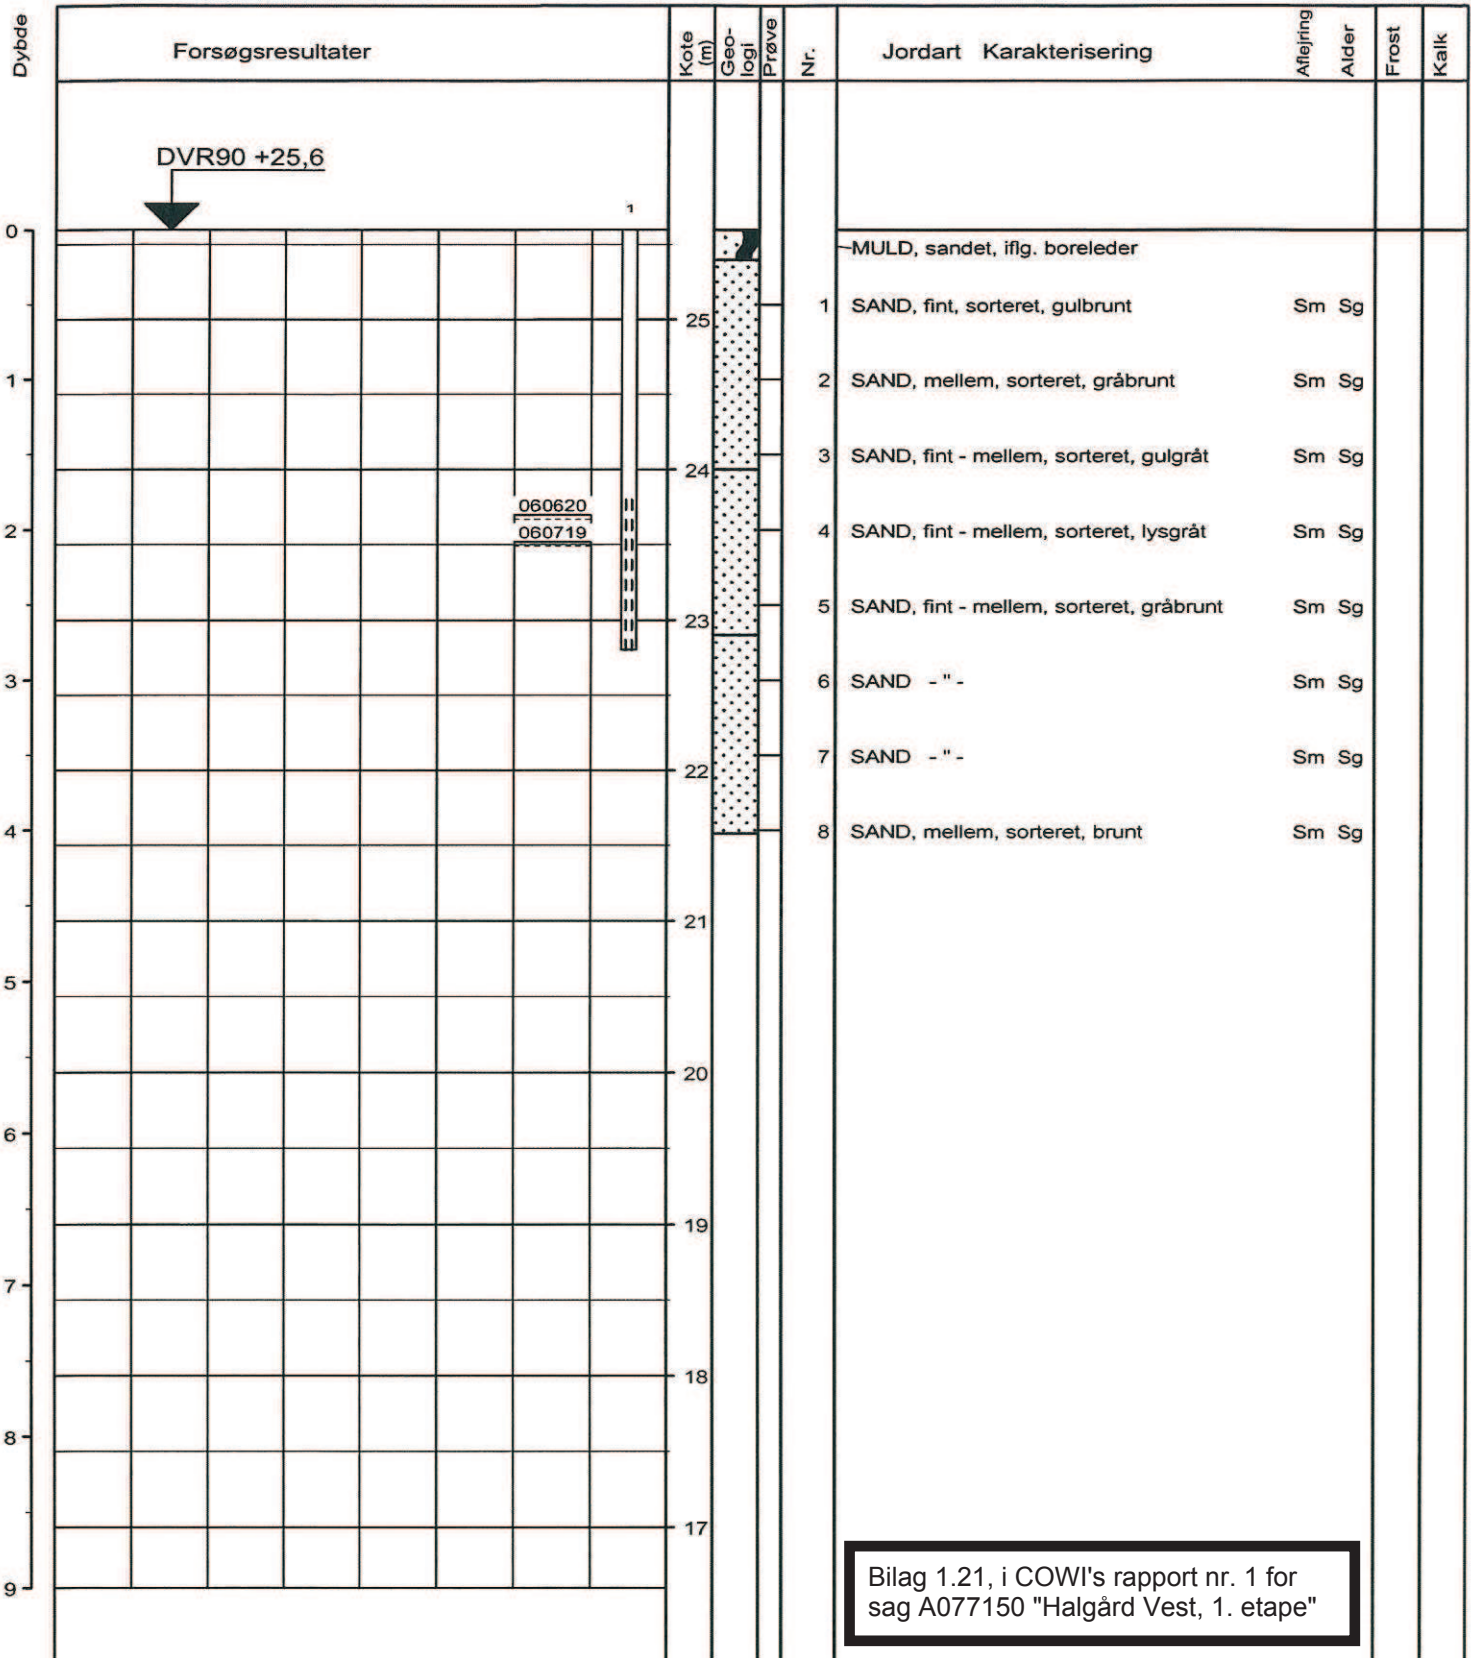 Dybde
Forsøgsresultater
Kote (m)
Geo-
logi
Prøve
Nr.
Jordart Karakterisering
Aflejring
Alder
Frost
Kalk
DVR90 +25,6
1
0
MULD, sandet, iflg. boreleder
1 SAND, fint, sorteret, gulbrunt Sm Sg
25
1
2 SAND, mellem, sorteret, gråbrunt Sm Sg
3 SAND, fint - mellem, sorteret, gulgråt Sm Sg
24
060620
2
060719
4 SAND, fint - mellem, sorteret, lysgråt Sm Sg
5 SAND, fint - mellem, sorteret, gråbrunt Sm Sg
23
3
6 SAND - " - Sm Sg
7 SAND - " - Sm Sg
22
4
8 SAND, mellem, sorteret, brunt Sm Sg
21
5
20
6
19
7
18
8
17
9
Bilag 1.21, i COWI's rapport nr. 1 for
sag A077150 "Halgård Vest, 1. etape"